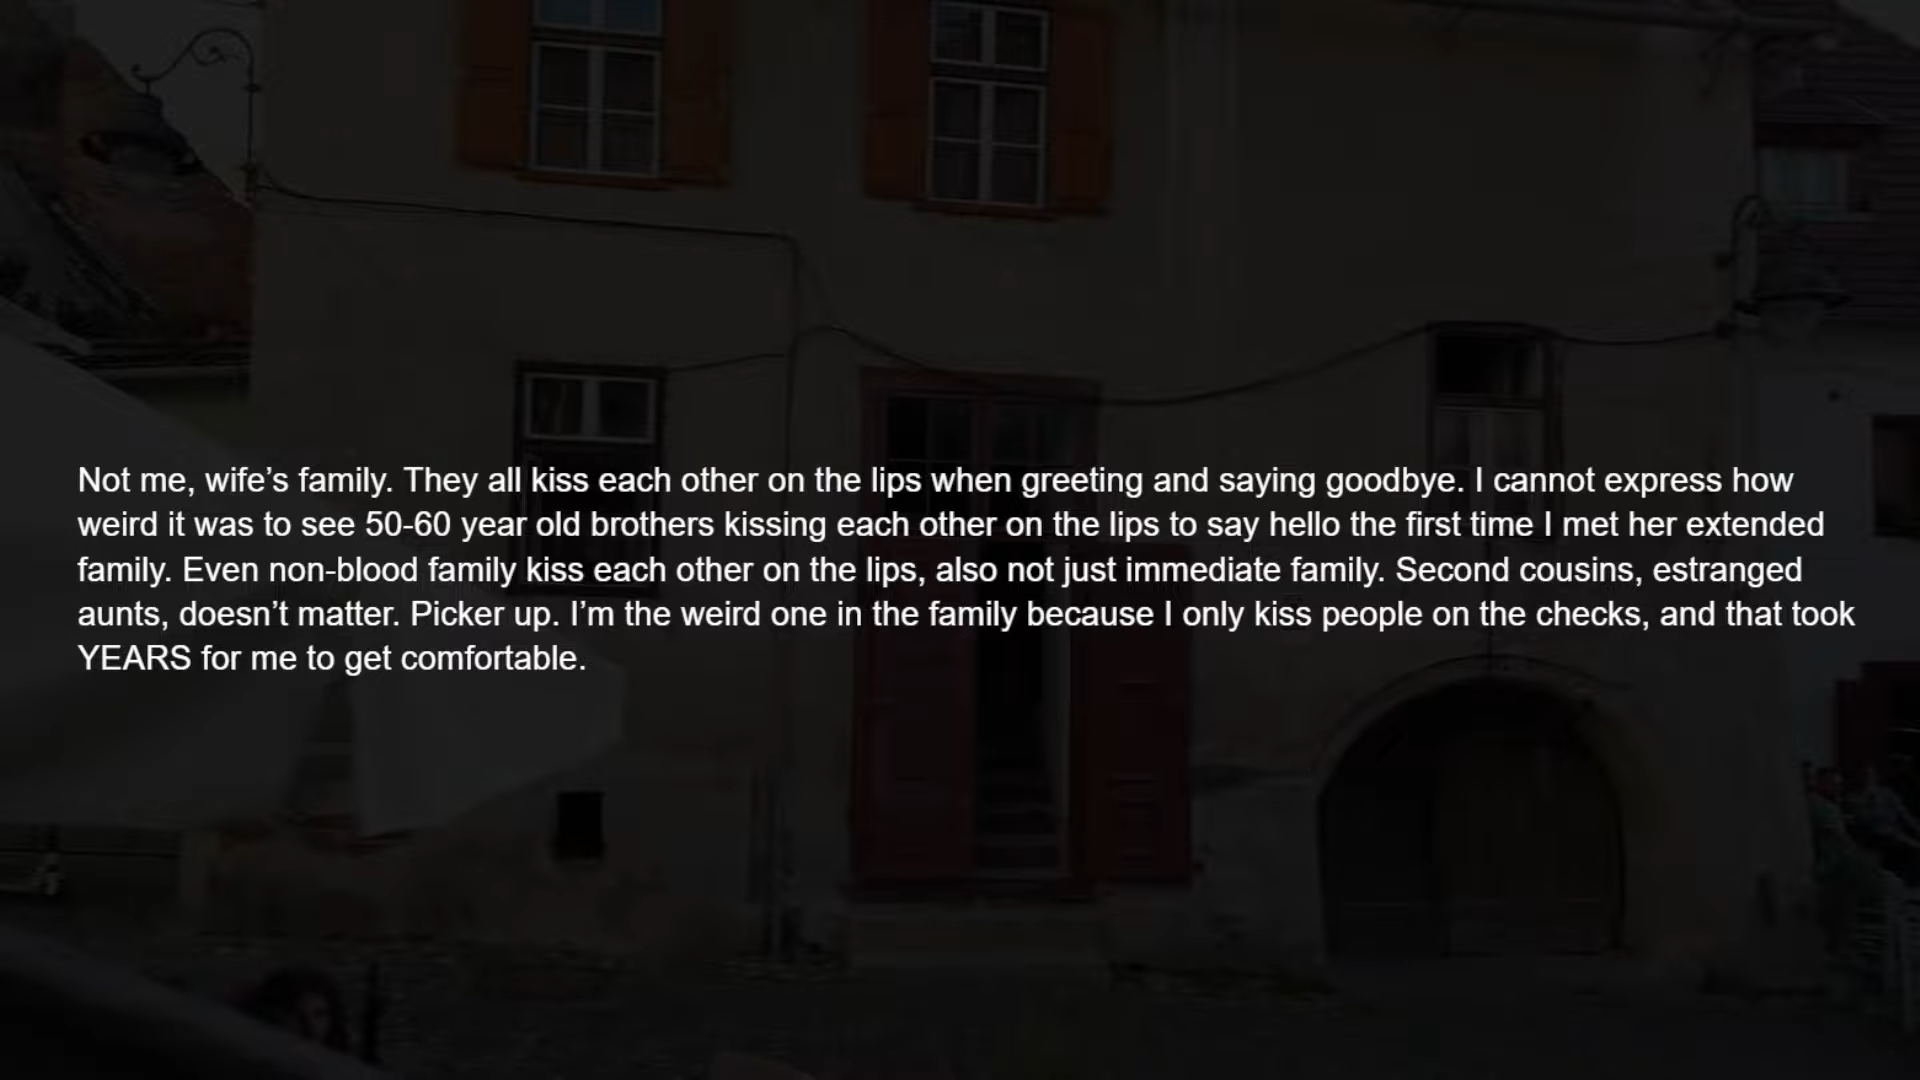 Not me, wife’s family. They all kiss each other on the lips when greeting and saying goodbye. I cannot express how
weird it was to see 50-60 year old brothers kissing each other on the lips to say hello the first time I met her extended
family. Even non-blood family kiss each other on the lips, also not just immediate family. Second cousins, estranged
aunts, doesn’t matter. Picker up. I’m the weird one in the family because I only kiss people on the checks, and that took
YEARS for me to get comfortable.